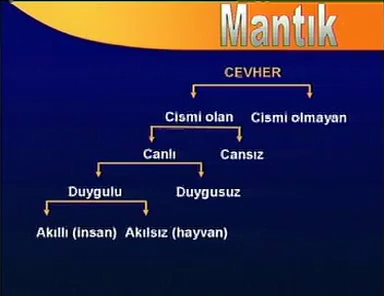 Mantık
CEVHER
Cismi olan Cismi olmayan
Canlı Cansız
Duygulu Duygusuz
Akıllı (insan) Akılsız (hayvan)